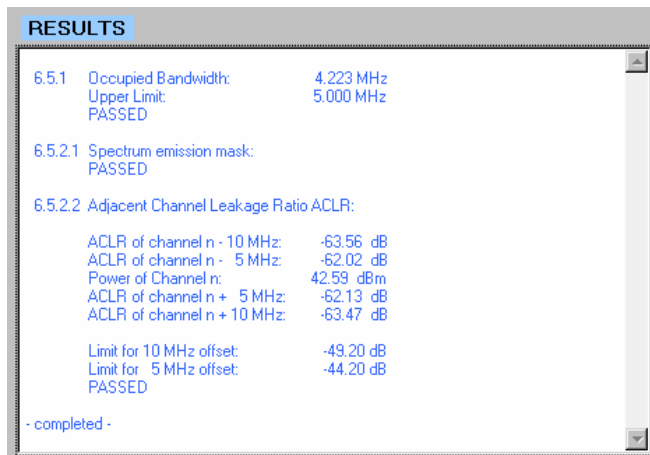 RESULTS
6.5.1 Occupied Bandwidth: 4.223 MHz
Upper Limit: 5.000 MHz
PASSED
6.5.2.1 Spectrum emission mask:
PASSED
6.5.2.2 Adjacent Channel Leakage Ratio ACLR:
ACLR of channel n - 10 MHz: -63.56 dB
ACLR of channel n - 5 MHz: -62.02 dB
Power of Channel n: 42.59 dBm
ACLR of channel n + 5 MHz: -62.13 dB
ACLR of channel n + 10 MHz: -63.47 dB
Limit for 10 MHz offset: -49.20 dB
Limit for 5 MHz offset: -44.20 dB
PASSED
- completed -